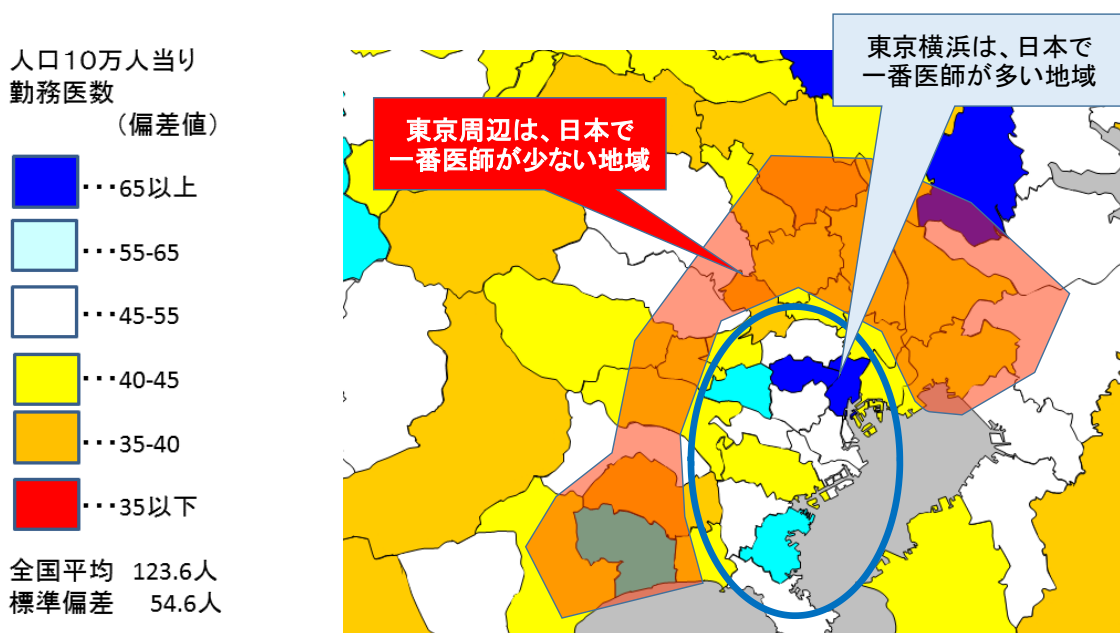 人口10万人当り
勤務医数
（偏差値）
･･･65以上
･･･55-65
･･･45-55
･･･40-45
･･･35-40
･･･35以下
全国平均 123.6人
標準偏差 54.6人
東京周辺は、日本で
一番医師が少ない地域
東京横浜は、日本で
一番医師が多い地域